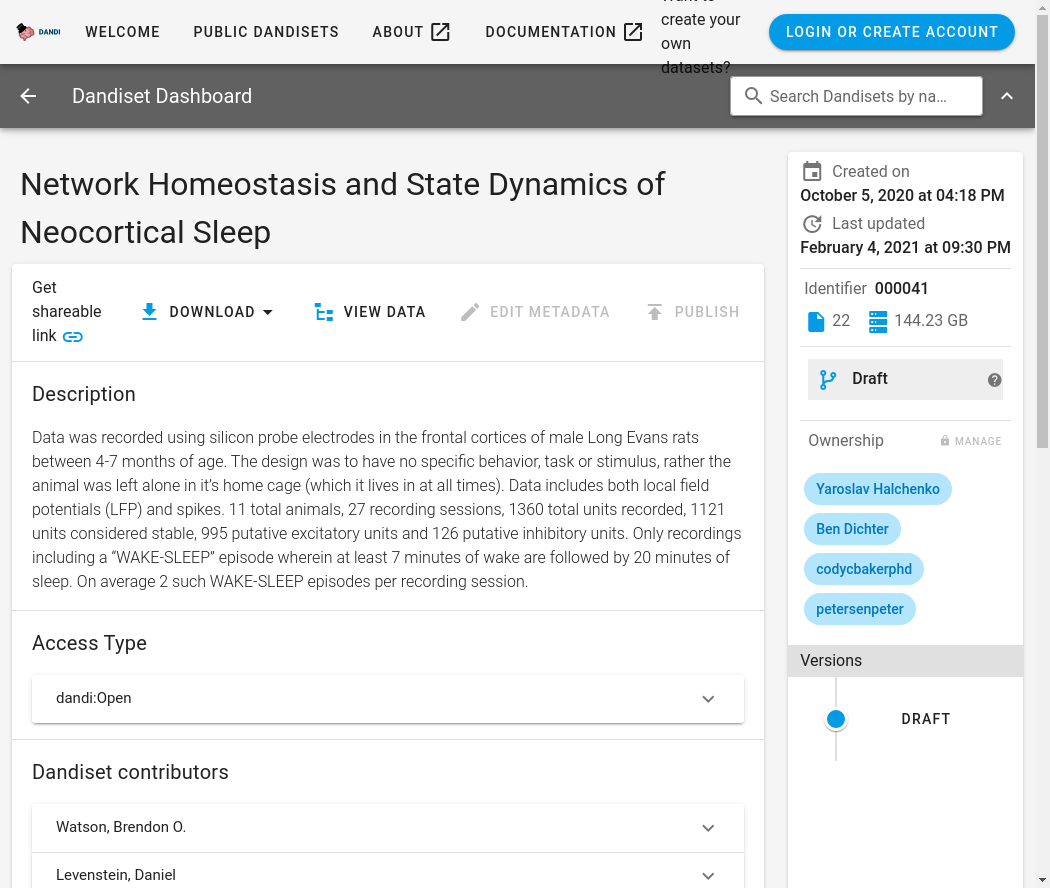 DANDI
WELCOME
PUBLIC DANDISETS
ABOUT
DOCUMENTATION
create your
own
datasets?
LOGIN OR CREATE ACCOUNT
Dandiset Dashboard
Search Dandisets by na…
Network Homeostasis and State Dynamics of
Neocortical Sleep
Get
shareable
link
DOWNLOAD
VIEW DATA
EDIT METADATA
PUBLISH
Description
Data was recorded using silicon probe electrodes in the frontal cortices of male Long Evans rats
between 4-7 months of age. The design was to have no specific behavior, task or stimulus, rather the
animal was left alone in it’s home cage (which it lives in at all times). Data includes both local field
potentials (LFP) and spikes. 11 total animals, 27 recording sessions, 1360 total units recorded, 1121
units considered stable, 995 putative excitatory units and 126 putative inhibitory units. Only recordings
including a “WAKE-SLEEP” episode wherein at least 7 minutes of wake are followed by 20 minutes of
sleep. On average 2 such WAKE-SLEEP episodes per recording session.
Access Type
dandi:Open
Dandiset contributors
Watson, Brendon O.
Levenstein, Daniel
Created on
October 5, 2020 at 04:18 PM
Last updated
February 4, 2021 at 09:30 PM
Identifier 000041
22 144.23 GB
Draft
Ownership
MANAGE
Yaroslav Halchenko
Ben Dichter
codycbakerphd
petersenpeter
Versions
DRAFT